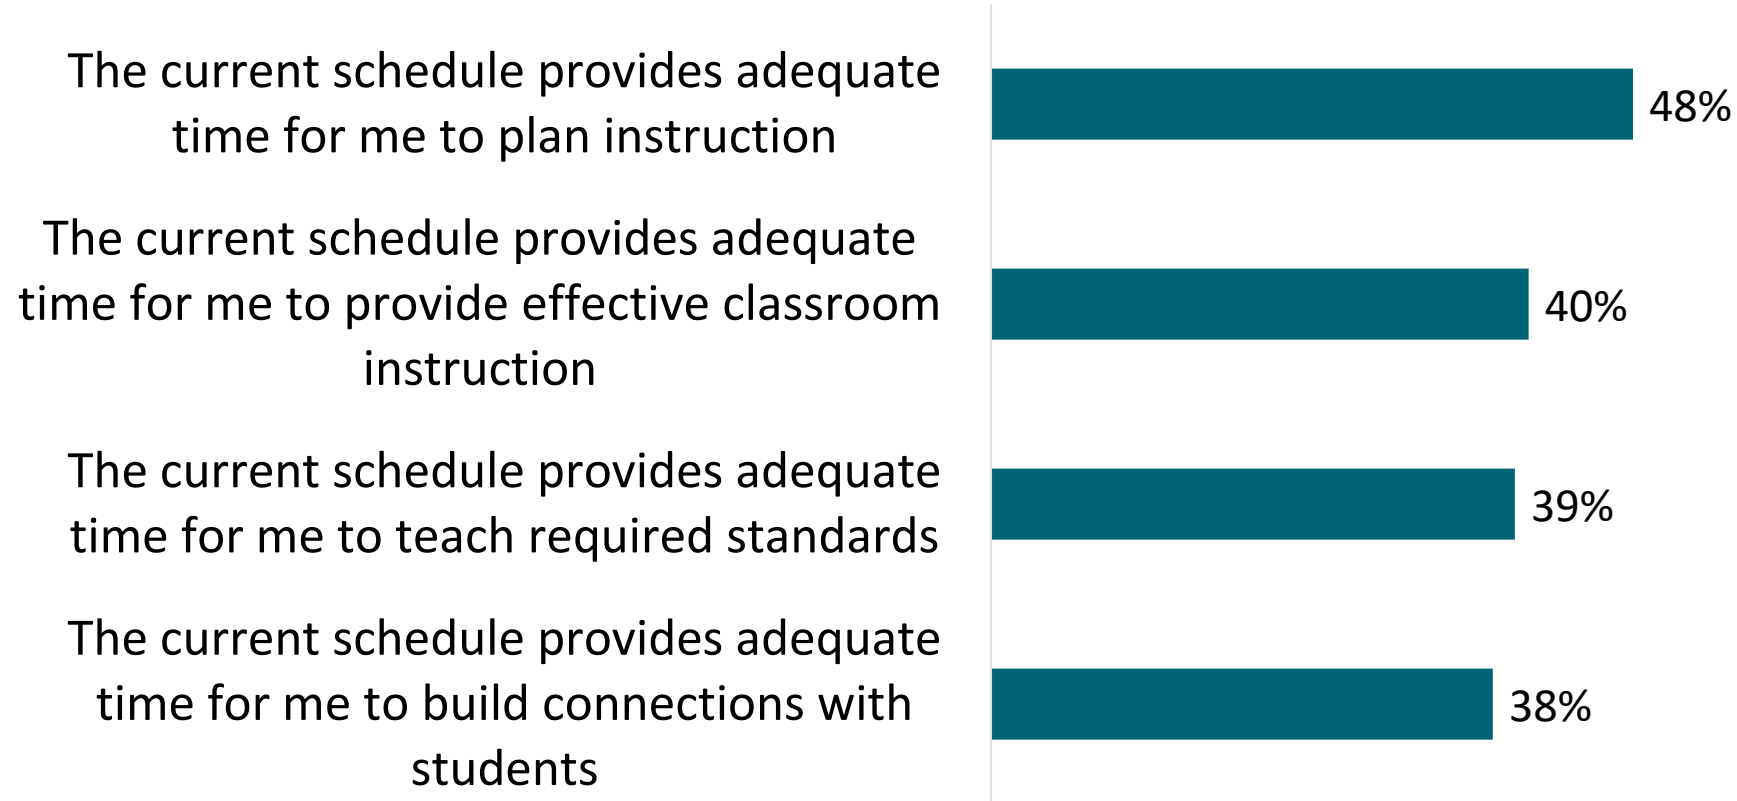 The current schedule provides adequate
time for me to plan instruction
48%
The current schedule provides adequate
time for me to provide effective classroom
instruction
40%
The current schedule provides adequate
time for me to teach required standards
39%
The current schedule provides adequate
time for me to build connections with
students
38%